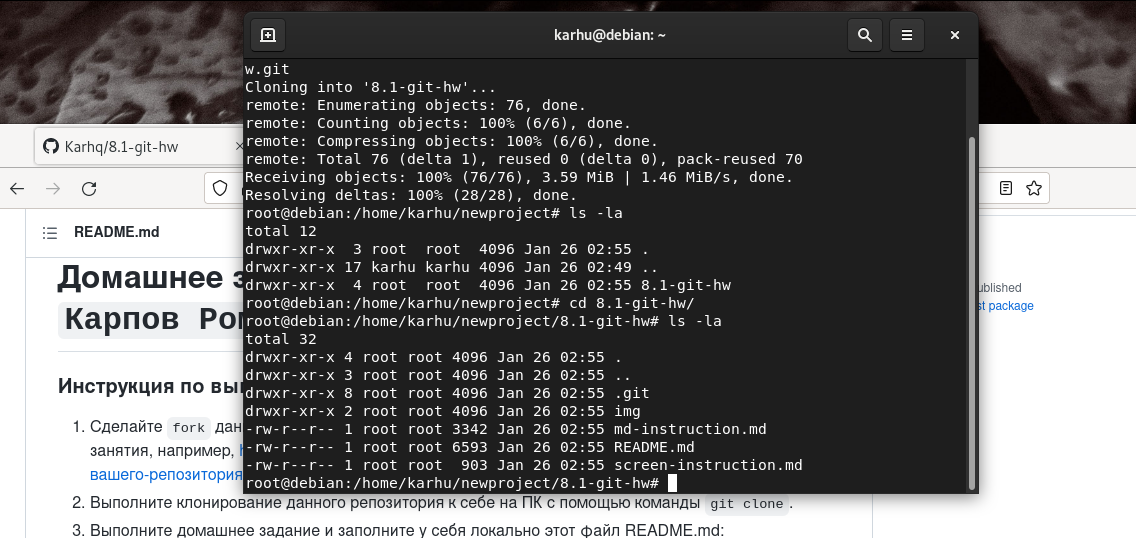 karhu@debian: ~
w.git
Cloning into '8.1-git-hw'...
remote: Enumerating objects: 76, done.
remote: Counting objects: 100% (6/6), done.
remote: Compressing objects: 100% (6/6), done.
remote: Total 76 (delta 1), reused 0 (delta 0), pack-reused 70
Receiving objects: 100% (76/76), 3.59 MiB | 1.46 MiB/s, done.
Resolving deltas: 100% (28/28), done.
root@debian:/home/karhu/newproject# ls -la
total 12
drwxr-xr-x  3 root  root  4096 Jan 26 02:55 .
drwxr-xr-x 17 karhu karhu 4096 Jan 26 02:49 ..
drwxr-xr-x  4 root  root  4096 Jan 26 02:55 8.1-git-hw
root@debian:/home/karhu/newproject# cd 8.1-git-hw/
root@debian:/home/karhu/newproject/8.1-git-hw# ls -la
total 32
drwxr-xr-x 4 root root 4096 Jan 26 02:55 .
drwxr-xr-x 3 root root 4096 Jan 26 02:55 ..
drwxr-xr-x 8 root root 4096 Jan 26 02:55 .git
drwxr-xr-x 2 root root 4096 Jan 26 02:55 img
-rw-r--r-- 1 root root 3342 Jan 26 02:55 md-instruction.md
-rw-r--r-- 1 root root 6593 Jan 26 02:55 README.md
-rw-r--r-- 1 root root  903 Jan 26 02:55 screen-instruction.md
root@debian:/home/karhu/newproject/8.1-git-hw#
Karhq/8.1-git-hw
README.md
Домашнее
Карпов
Инструкция по
1. Сделайте fork
занятия, например,
вашего-репозитория
2. Выполните клонирование данного репозитория к себе на ПК с помощью команды git clone.
3. Выполните домашнее задание и заполните у себя локально этот файл README.md:
ublished
st package